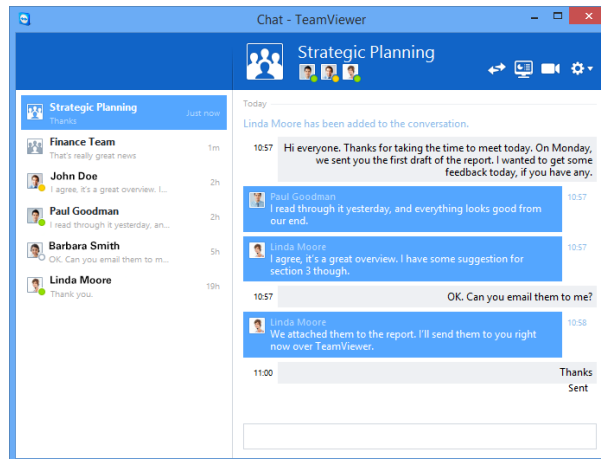 Chat - TeamViewer
Strategic Planning
Strategic Planning
Thanks
Just now
Finance Team
That's really great news
1m
John Doe
I agree, it's a great overview. I...
2h
Paul Goodman
I read through it yesterday, an...
2h
Barbara Smith
OK. Can you email them to m...
5h
Linda Moore
Thank you.
19h
Today
Linda Moore has been added to the conversation.
10:57
Hi everyone. Thanks for taking the time to meet today. On Monday,
we sent you the first draft of the report. I wanted to get some
feedback today, if you have any.
Paul Goodman
10:57
I read through it yesterday, and everything looks good from
our end.
Linda Moore
10:57
I agree, it's a great overview. I have some suggestion for
section 3 though.
10:57
OK. Can you email them to me?
Linda Moore
10:58
We attached them to the report. I'll send them to you right
now over TeamViewer.
11:00
Thanks
Sent